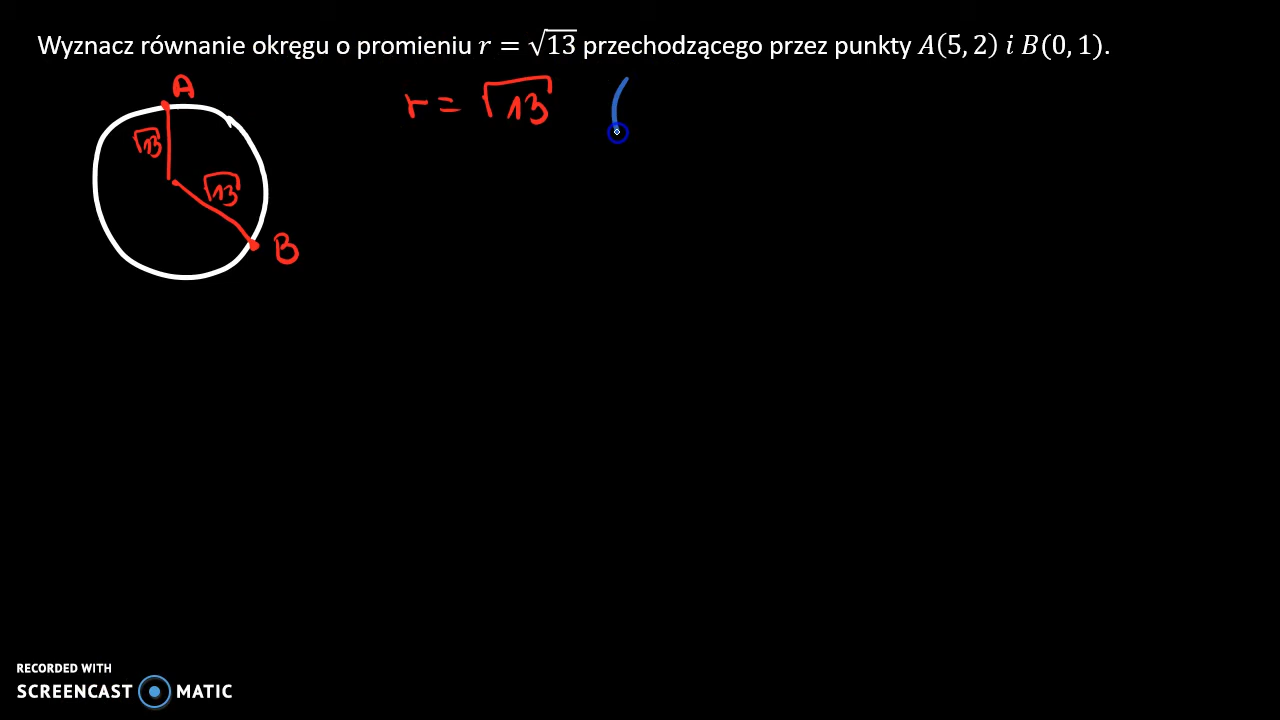 Wyznacz równanie okręgu o promieniu r = √13 przechodzącego przez punkty A(5, 2) i B(0, 1).
A
r = √13 (
√13
√13
B
RECORDED WITH
SCREENCAST MATIC